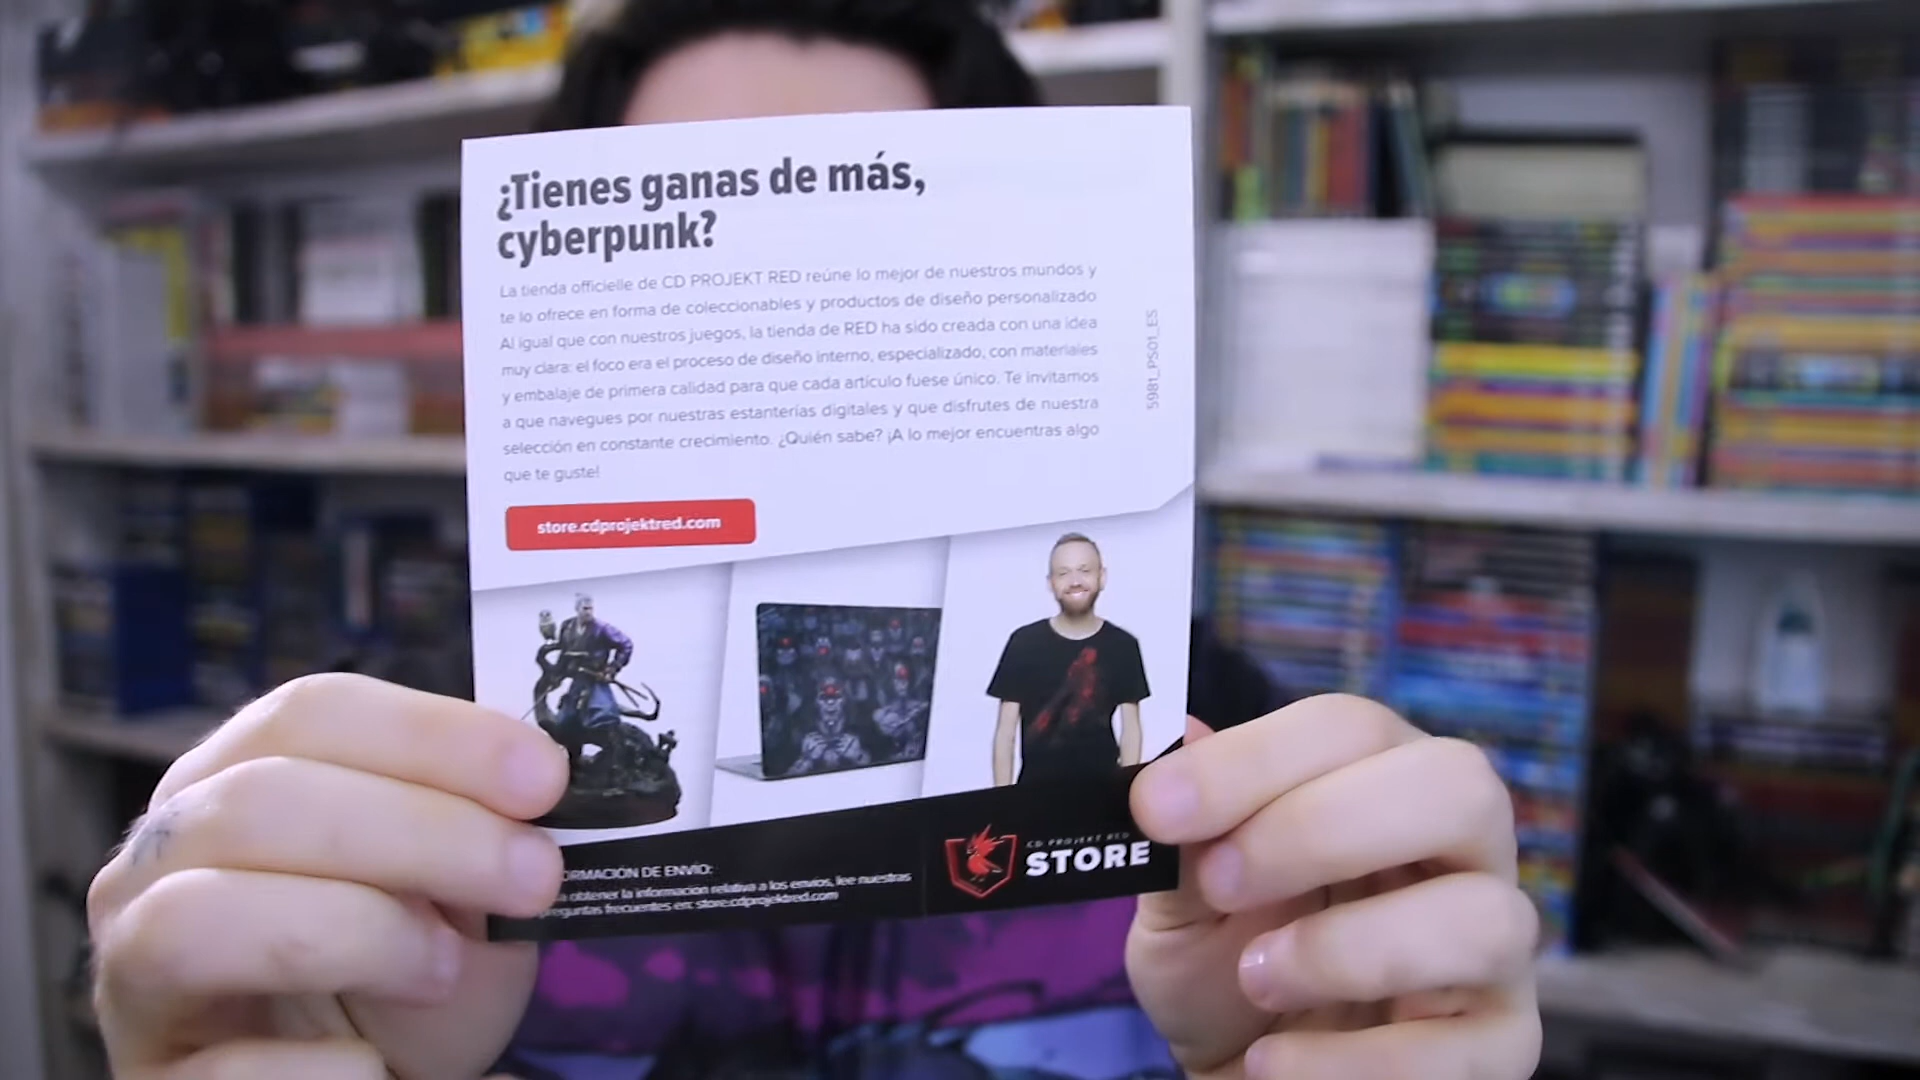 ¿Tienes ganas de más,
cyberpunk?
La tienda officielle de CD PROJEKT RED reúne lo mejor de nuestros mundos y
te lo ofrece en forma de coleccionables y productos de diseño personalizado
Al igual que con nuestros juegos, la tienda de RED ha sido creada con una idea
muy clara: el foco era el proceso de diseño interno, especializado, con materiales
y embalaje de primera calidad para que cada artículo fuese único. Te invitamos
a que navegues por nuestras estanterías digitales y que disfrutes de nuestra
selección en constante crecimiento. ¿Quién sabe? ¡A lo mejor encuentras algo
que te guste!
5981_PS01_ES
store.cdprojektred.com
ORMACIÓN DE ENVÍO:
a obtener la información relativa a los envíos, lee nuestras
preguntas frecuentes en: store.cdprojektred.com
CD PROJEKT RED
STORE